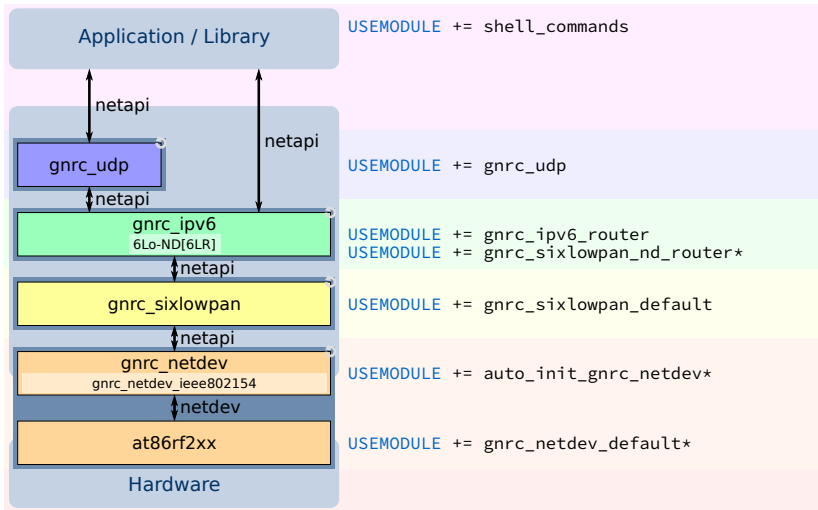 Application / Library
USEMODULE += shell_commands
netapi
netapi
gnrc_udp
USEMODULE += gnrc_udp
netapi
gnrc_ipv6
6Lo-ND[6LR]
USEMODULE += gnrc_ipv6_router
USEMODULE += gnrc_sixlowpan_nd_router*
netapi
gnrc_sixlowpan
USEMODULE += gnrc_sixlowpan_default
netapi
gnrc_netdev
gnrc_netdev_ieee802154
USEMODULE += auto_init_gnrc_netdev*
netdev
at86rf2xx
USEMODULE += gnrc_netdev_default*
Hardware